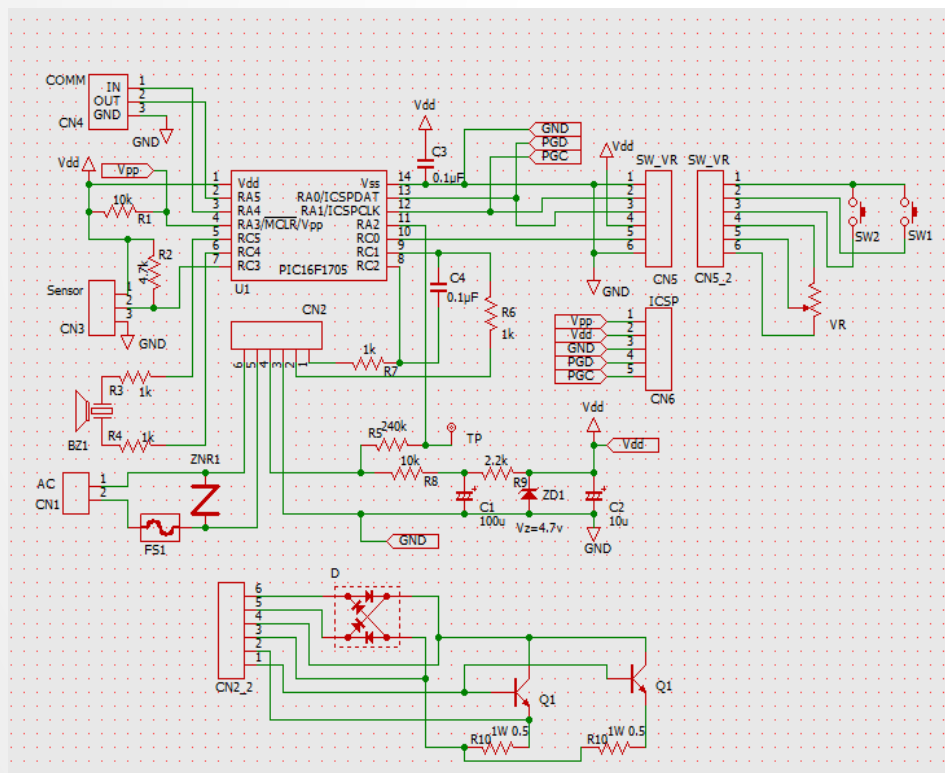 COMM
IN 1
OUT 2
GND 3
CN4
GND
Vdd
Vpp
10k
R1
R2
4.7k
Sensor
1
2
3
CN3
GND
1 Vdd
2 RA5
3 RA4
4 RA3/MCLR/Vpp
5 RC5
6 RC4
7 RC3
Vss 14
RA0/ICSPDAT 13
RA1/ICSPCLK 12
RA2 11
RC0 10
RC1 9
RC2 8
PIC16F1705
U1
Vdd
C3
0.1µF
GND
PGD
PGC
Vdd
SW_VR
1
2
3
4
5
6
CN5
GND
SW_VR
1
2
3
4
5
6
CN5_2
SW2
SW1
VR
C4
0.1µF
R6
1k
CN2
6 5 4 3 2 1
1k
R7
ICSP
Vpp 1
Vdd 2
GND 3
PGD 4
PGC 5
CN6
R3
1k
BZ1
R4
1k
R5
240k
TP
10k
R8
2.2k
R9
ZD1
Vz=4.7v
C1
100u
Vdd
Vdd
C2
10u
GND
GND
AC
1
2
CN1
ZNR1
FS1
D
6
5
4
3
2
1
CN2_2
Q1
Q1
R10
1W 0.5
R10
1W 0.5